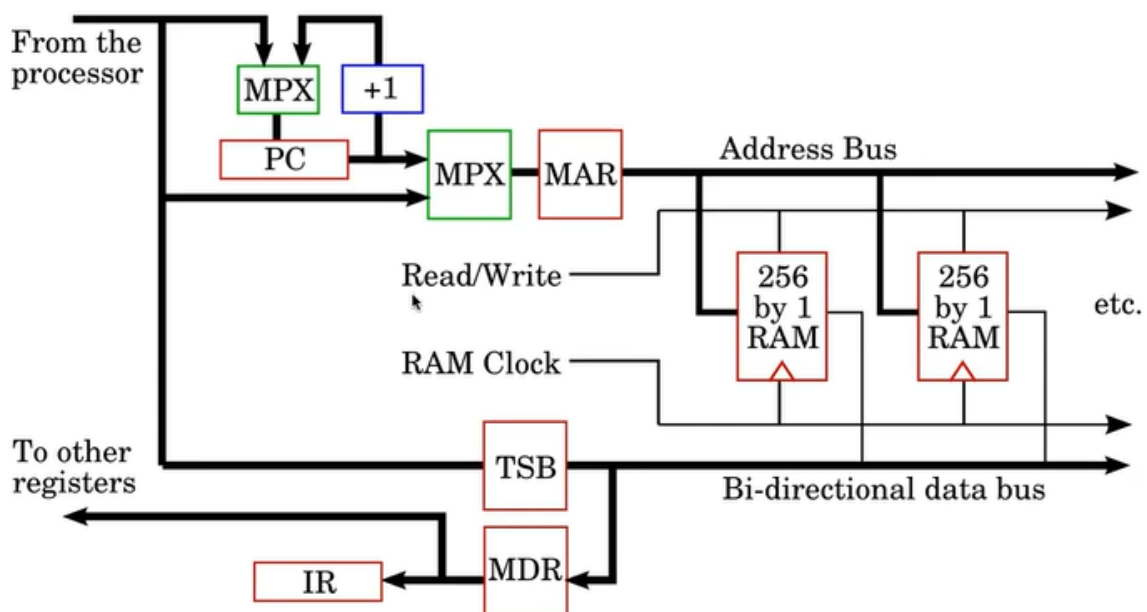 From the
processor
MPX
+1
PC
MPX
MAR
Address Bus
Read/Write
256
by 1
RAM
256
by 1
RAM
etc.
RAM Clock
To other
registers
TSB
Bi-directional data bus
IR
MDR